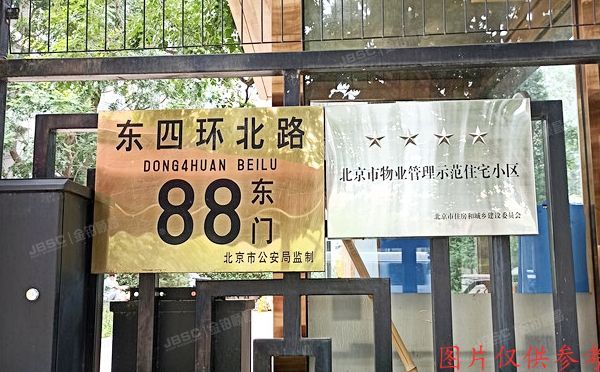 东四环北路
DONG4HUAN BEILU
88东门
北京市公安局监制
★ ★ ★ ★
北京市物业管理示范住宅小区
北京市住房和城乡建设委员会
图片仅供参考